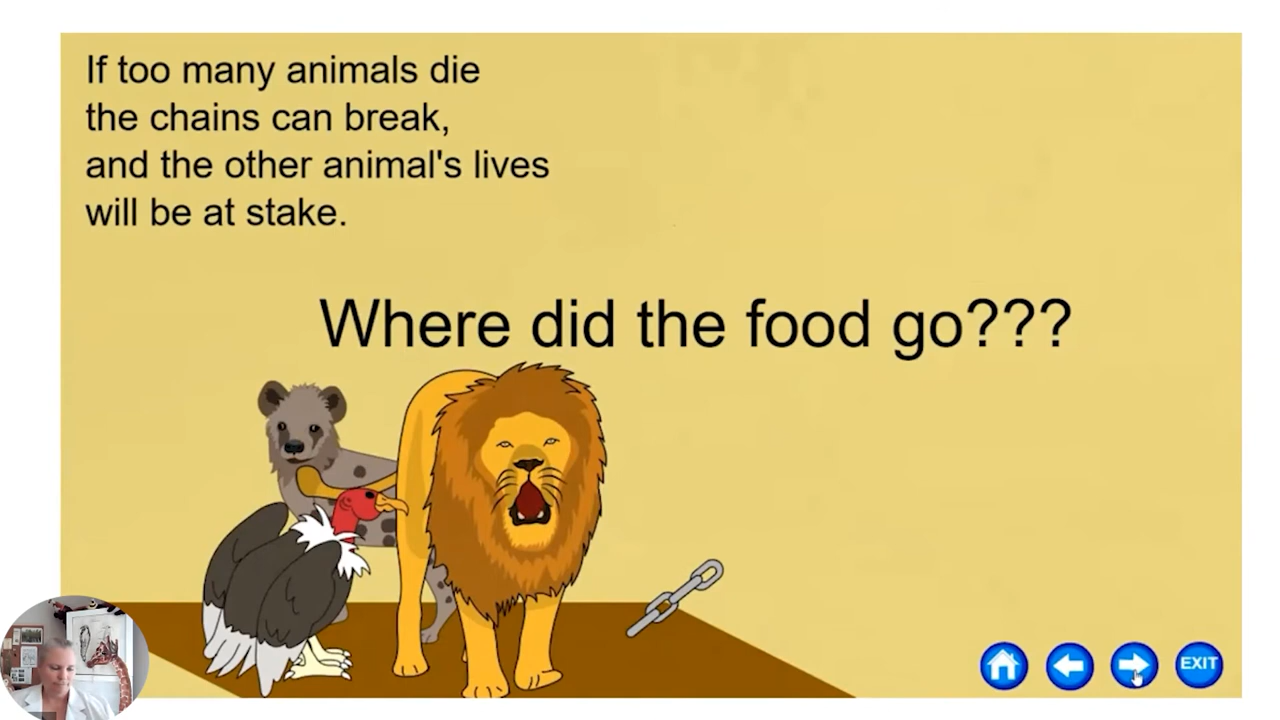 If too many animals die
the chains can break,
and the other animal's lives
will be at stake.
Where did the food go???
EXIT